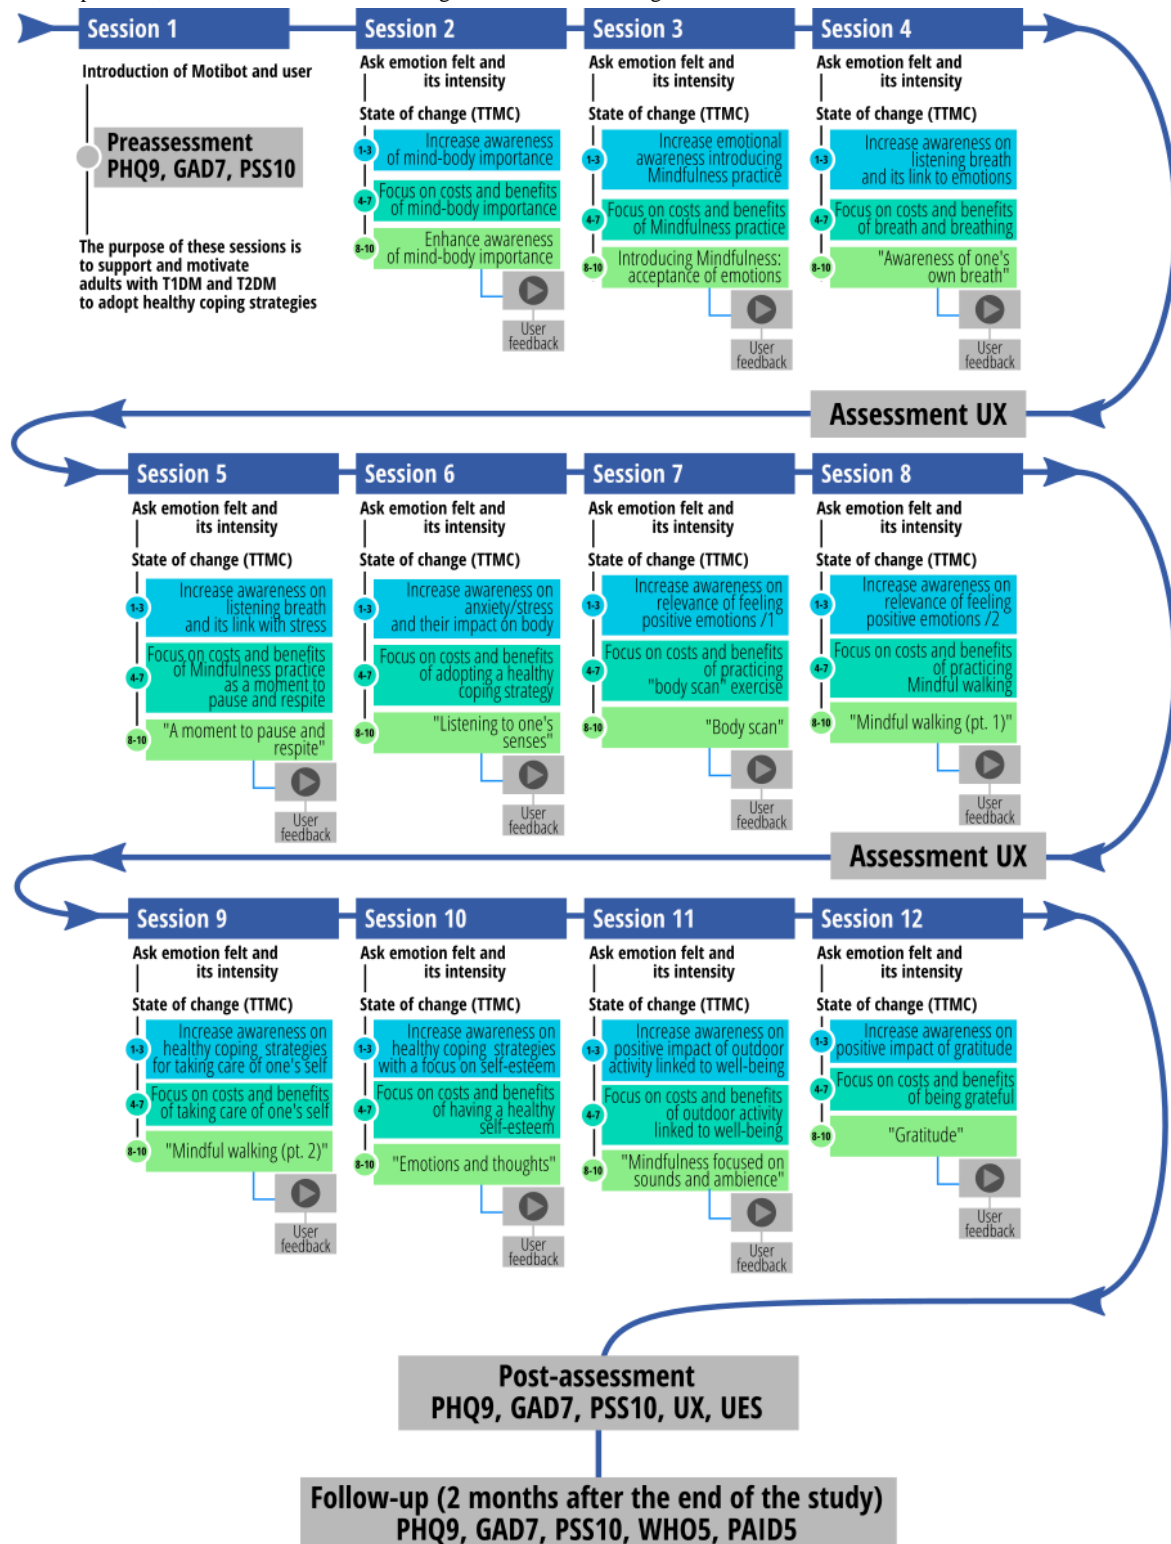 Session 1
Introduction of Motibot and user
Preassessment
PHQ9, GAD7, PSS10
The purpose of these sessions is
to support and motivate
adults with T1DM and T2DM
to adopt healthy coping strategies
Session 2
Ask emotion felt and
its intensity
State of change (TTMC)
1-3
Increase awareness
of mind-body importance
4-7
Focus on costs and benefits
of mind-body importance
8-10
Enhance awareness
of mind-body importance
User
feedback
Session 3
Ask emotion felt and
its intensity
State of change (TTMC)
1-3
Increase emotional
awareness introducing
Mindfulness practice
4-7
Focus on costs and benefits
of Mindfulness practice
8-10
Introducing Mindfulness:
acceptance of emotions
User
feedback
Session 4
Ask emotion felt and
its intensity
State of change (TTMC)
1-3
Increase awareness on
listening breath
and its link to emotions
4-7
Focus on costs and benefits
of breath and breathing
8-10
"Awareness of one's
own breath"
User
feedback
Assessment UX
Session 5
Ask emotion felt and
its intensity
State of change (TTMC)
1-3
Increase awareness on
listening breath
and its link with stress
4-7
Focus on costs and benefits
of Mindfulness practice
as a moment to
pause and respite
8-10
"A moment to pause and
respite"
User
feedback
Session 6
Ask emotion felt and
its intensity
State of change (TTMC)
1-3
Increase awareness on
anxiety/stress
and their impact on body
4-7
Focus on costs and benefits
of adopting a healthy
coping strategy
8-10
"Listening to one's
senses"
User
feedback
Session 7
Ask emotion felt and
its intensity
State of change (TTMC)
1-3
Increase awareness on
relevance of feeling
positive emotions /1
4-7
Focus on costs and benefits
of practicing
"body scan" exercise
8-10
"Body scan"
User
feedback
Session 8
Ask emotion felt and
its intensity
State of change (TTMC)
1-3
Increase awareness on
relevance of feeling
positive emotions /2
4-7
Focus on costs and benefits
of practicing
Mindful walking
8-10
"Mindful walking (pt. 1)"
User
feedback
Assessment UX
Session 9
Ask emotion felt and
its intensity
State of change (TTMC)
1-3
Increase awareness on
healthy coping strategies
for taking care of one's self
4-7
Focus on costs and benefits
of taking care of one's self
8-10
"Mindful walking (pt. 2)"
User
feedback
Session 10
Ask emotion felt and
its intensity
State of change (TTMC)
1-3
Increase awareness on
healthy coping strategies
with a focus on self-esteem
4-7
Focus on costs and benefits
of having a healthy
self-esteem
8-10
"Emotions and thoughts"
User
feedback
Session 11
Ask emotion felt and
its intensity
State of change (TTMC)
1-3
Increase awareness on
positive impact of outdoor
activity linked to well-being
4-7
Focus on costs and benefits
of outdoor activity
linked to well-being
8-10
"Mindfulness focused on
sounds and ambience"
User
feedback
Session 12
Ask emotion felt and
its intensity
State of change (TTMC)
1-3
Increase awareness on
positive impact of gratitude
4-7
Focus on costs and benefits
of being grateful
8-10
"Gratitude"
User
feedback
Post-assessment
PHQ9, GAD7, PSS10, UX, UES
Follow-up (2 months after the end of the study)
PHQ9, GAD7, PSS10, WHO5, PAID5